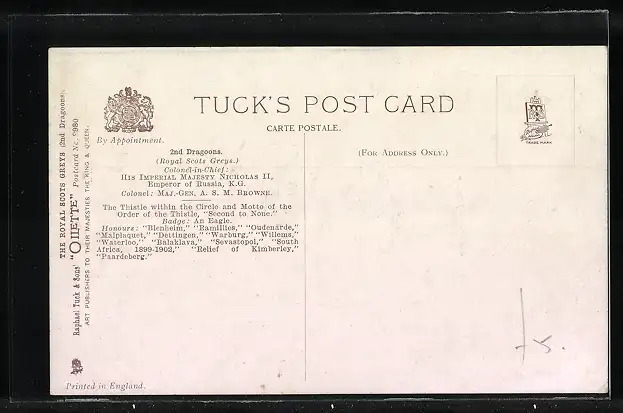 TUCK'S POST CARD
CARTE POSTALE.
(FOR ADDRESS ONLY.)
TRADE MARK
By Appointment.
2nd Dragoons.
(Royal Scots Greys.)
Colonel-in-Chief:
HIS IMPERIAL MAJESTY NICHOLAS II,
Emperor of Russia, K.G.
Colonel: MAJ.-GEN. A. S. M. BROWNE.
The Thistle within the Circle and Motto of the
Order of the Thistle, "Second to None."
Badge: An Eagle.
Honours: "Blenheim," "Ramillies," "Oudenarde,"
"Malplaquet," "Dettingen," "Warburg," "Willems,"
"Waterloo," "Balaklava," "Sevastopol," "South
Africa, 1899-1902," "Relief of Kimberley,"
"Paardeberg."
THE ROYAL SCOTS GREYS (2nd Dragoons).
Raphael Tuck & Sons' "OILETTE" Postcard No. 9980
ART PUBLISHERS TO THEIR MAJESTIES THE KING & QUEEN.
Printed in England.